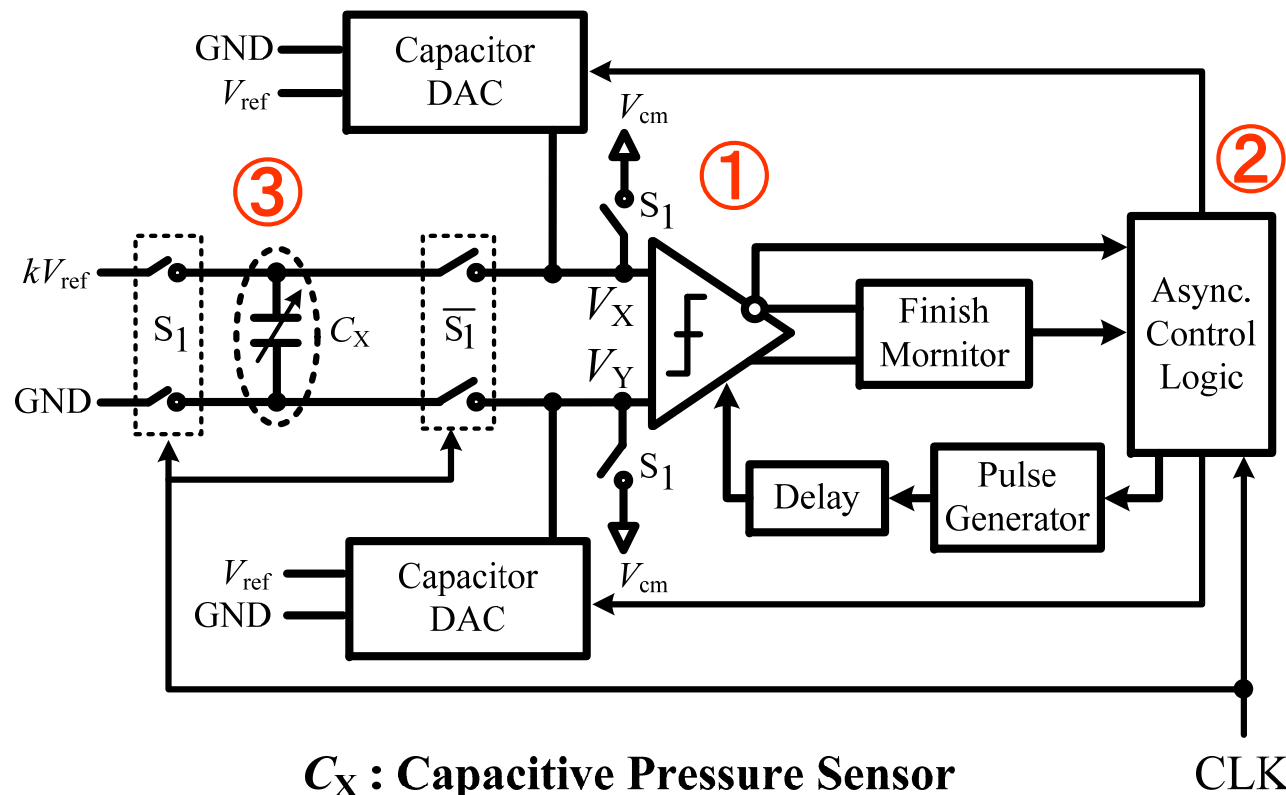 GND
Vref
Capacitor
DAC
Vcm
①
②
③
S1
kVref
S1
CX
S1
VX
Finish
Mornitor
Async.
Control
Logic
GND
VY
S1
Delay
Pulse
Generator
Vref
GND
Capacitor
DAC
Vcm
CX : Capacitive Pressure Sensor
CLK